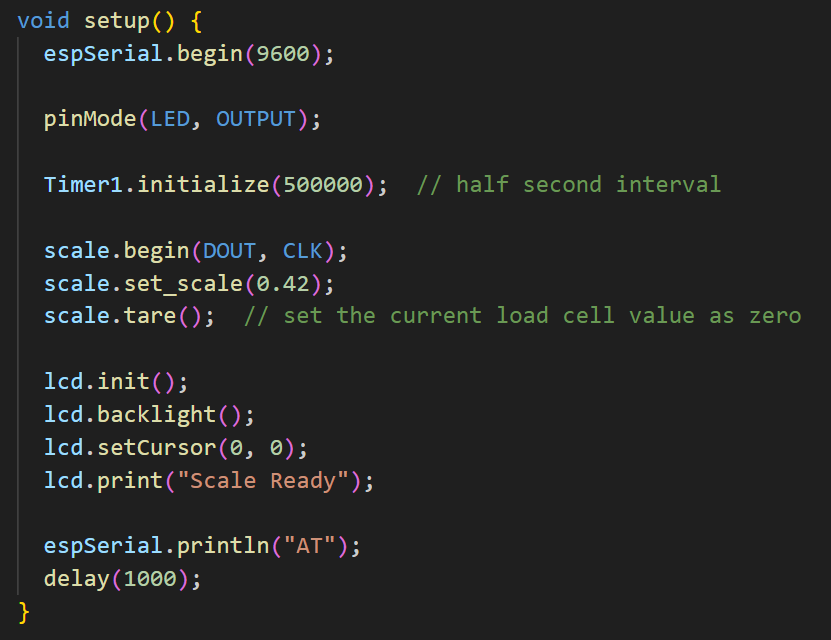 void setup() {
  espSerial.begin(9600);

  pinMode(LED, OUTPUT);

  Timer1.initialize(500000);  // half second interval

  scale.begin(DOUT, CLK);
  scale.set_scale(0.42);
  scale.tare();  // set the current load cell value as zero

  lcd.init();
  lcd.backlight();
  lcd.setCursor(0, 0);
  lcd.print("Scale Ready");

  espSerial.println("AT");
  delay(1000);
}